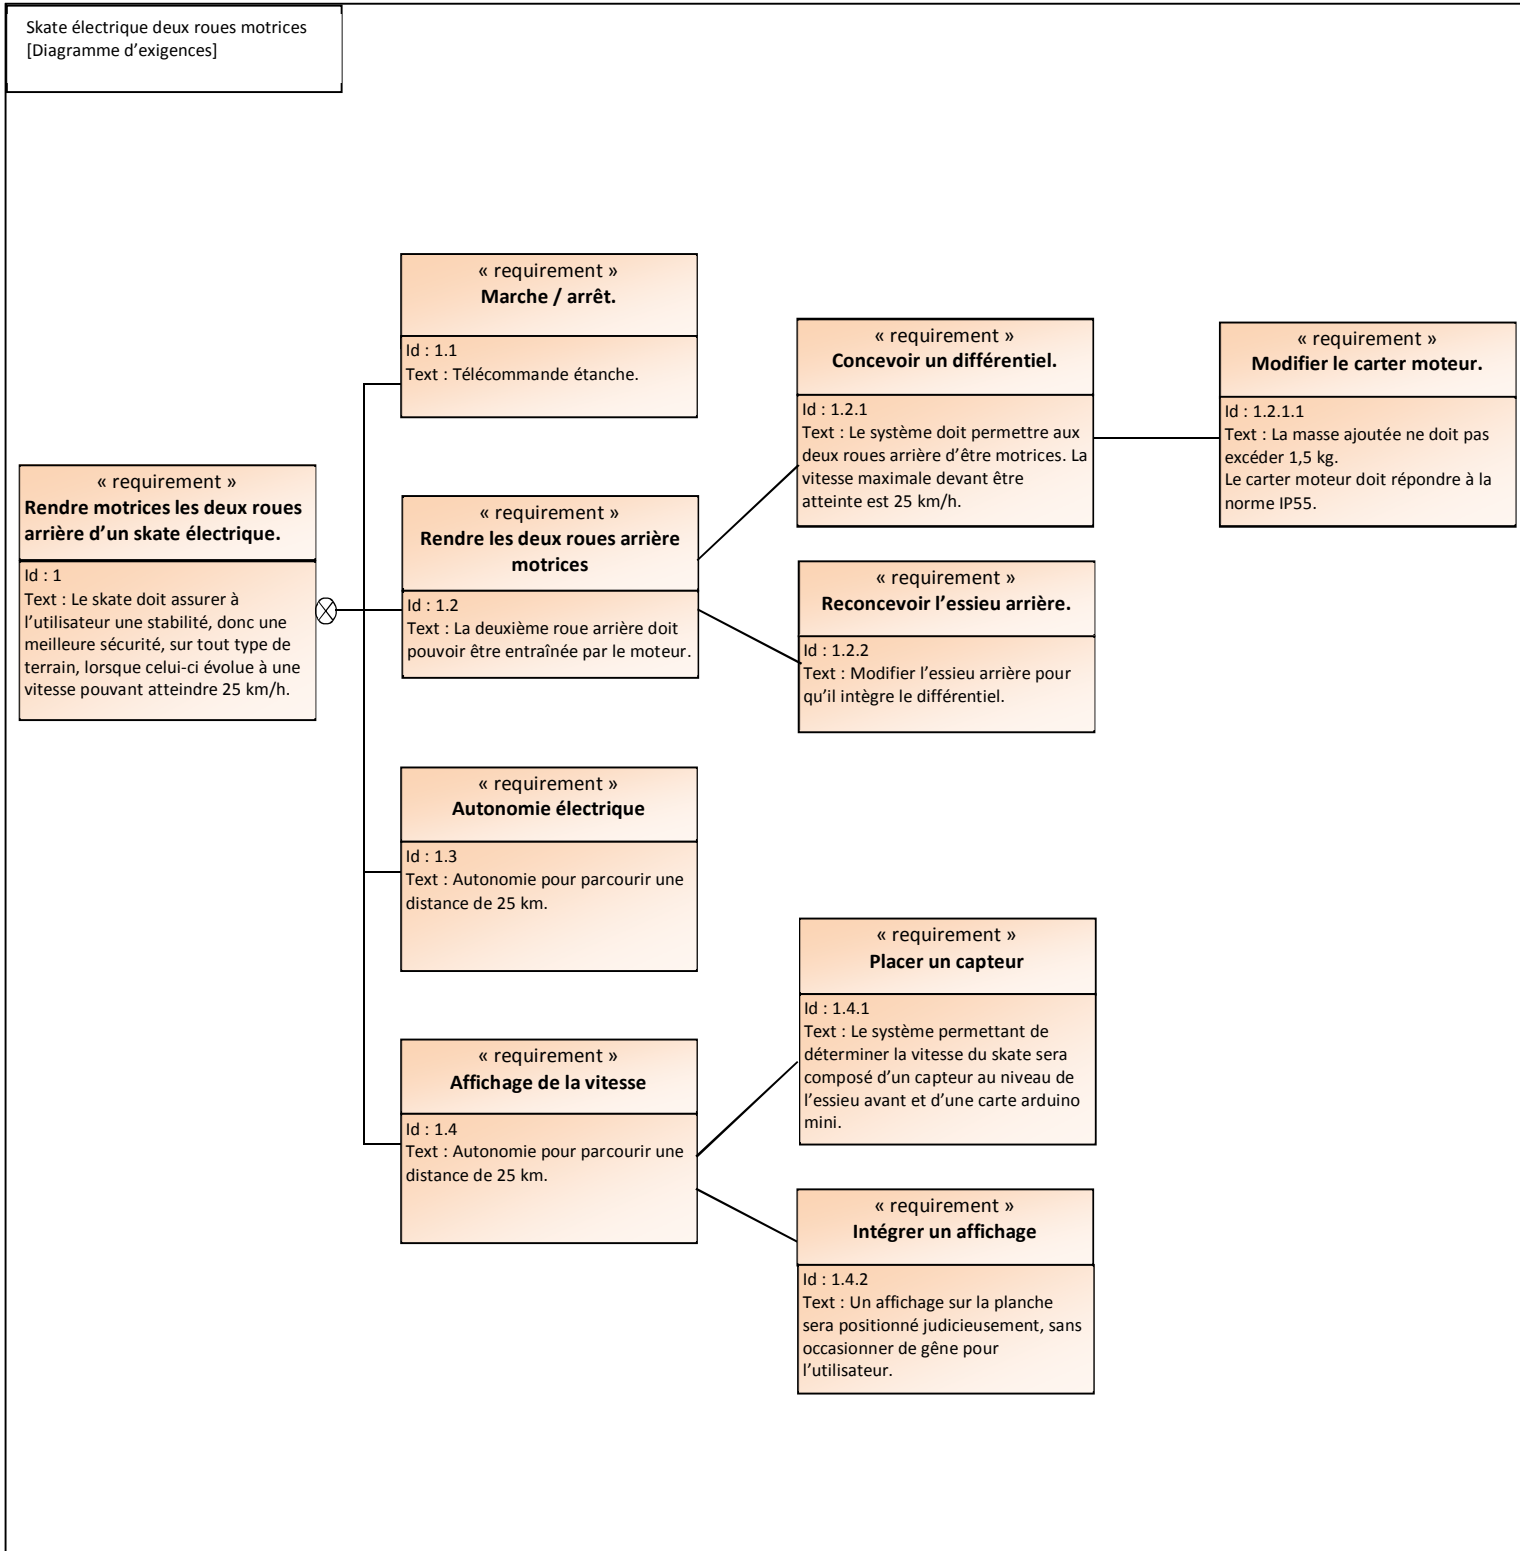 Skate électrique deux roues motrices
[Diagramme d’exigences]
« requirement »
Rendre motrices les deux roues
arrière d’un skate électrique.
Id : 1
Text : Le skate doit assurer à
l’utilisateur une stabilité, donc une
meilleure sécurité, sur tout type de
terrain, lorsque celui-ci évolue à une
vitesse pouvant atteindre 25 km/h.
« requirement »
Marche / arrêt.
Id : 1.1
Text : Télécommande étanche.
« requirement »
Rendre les deux roues arrière
motrices
Id : 1.2
Text : La deuxième roue arrière doit
pouvoir être entraînée par le moteur.
« requirement »
Concevoir un différentiel.
Id : 1.2.1
Text : Le système doit permettre aux
deux roues arrière d’être motrices. La
vitesse maximale devant être
atteinte est 25 km/h.
« requirement »
Modifier le carter moteur.
Id : 1.2.1.1
Text : La masse ajoutée ne doit pas
excéder 1,5 kg.
Le carter moteur doit répondre à la
norme IP55.
« requirement »
Reconcevoir l’essieu arrière.
Id : 1.2.2
Text : Modifier l’essieu arrière pour
qu’il intègre le différentiel.
« requirement »
Autonomie électrique
Id : 1.3
Text : Autonomie pour parcourir une
distance de 25 km.
« requirement »
Affichage de la vitesse
Id : 1.4
Text : Autonomie pour parcourir une
distance de 25 km.
« requirement »
Placer un capteur
Id : 1.4.1
Text : Le système permettant de
déterminer la vitesse du skate sera
composé d’un capteur au niveau de
l’essieu avant et d’une carte arduino
mini.
« requirement »
Intégrer un affichage
Id : 1.4.2
Text : Un affichage sur la planche
sera positionné judicieusement, sans
occasionner de gêne pour
l’utilisateur.